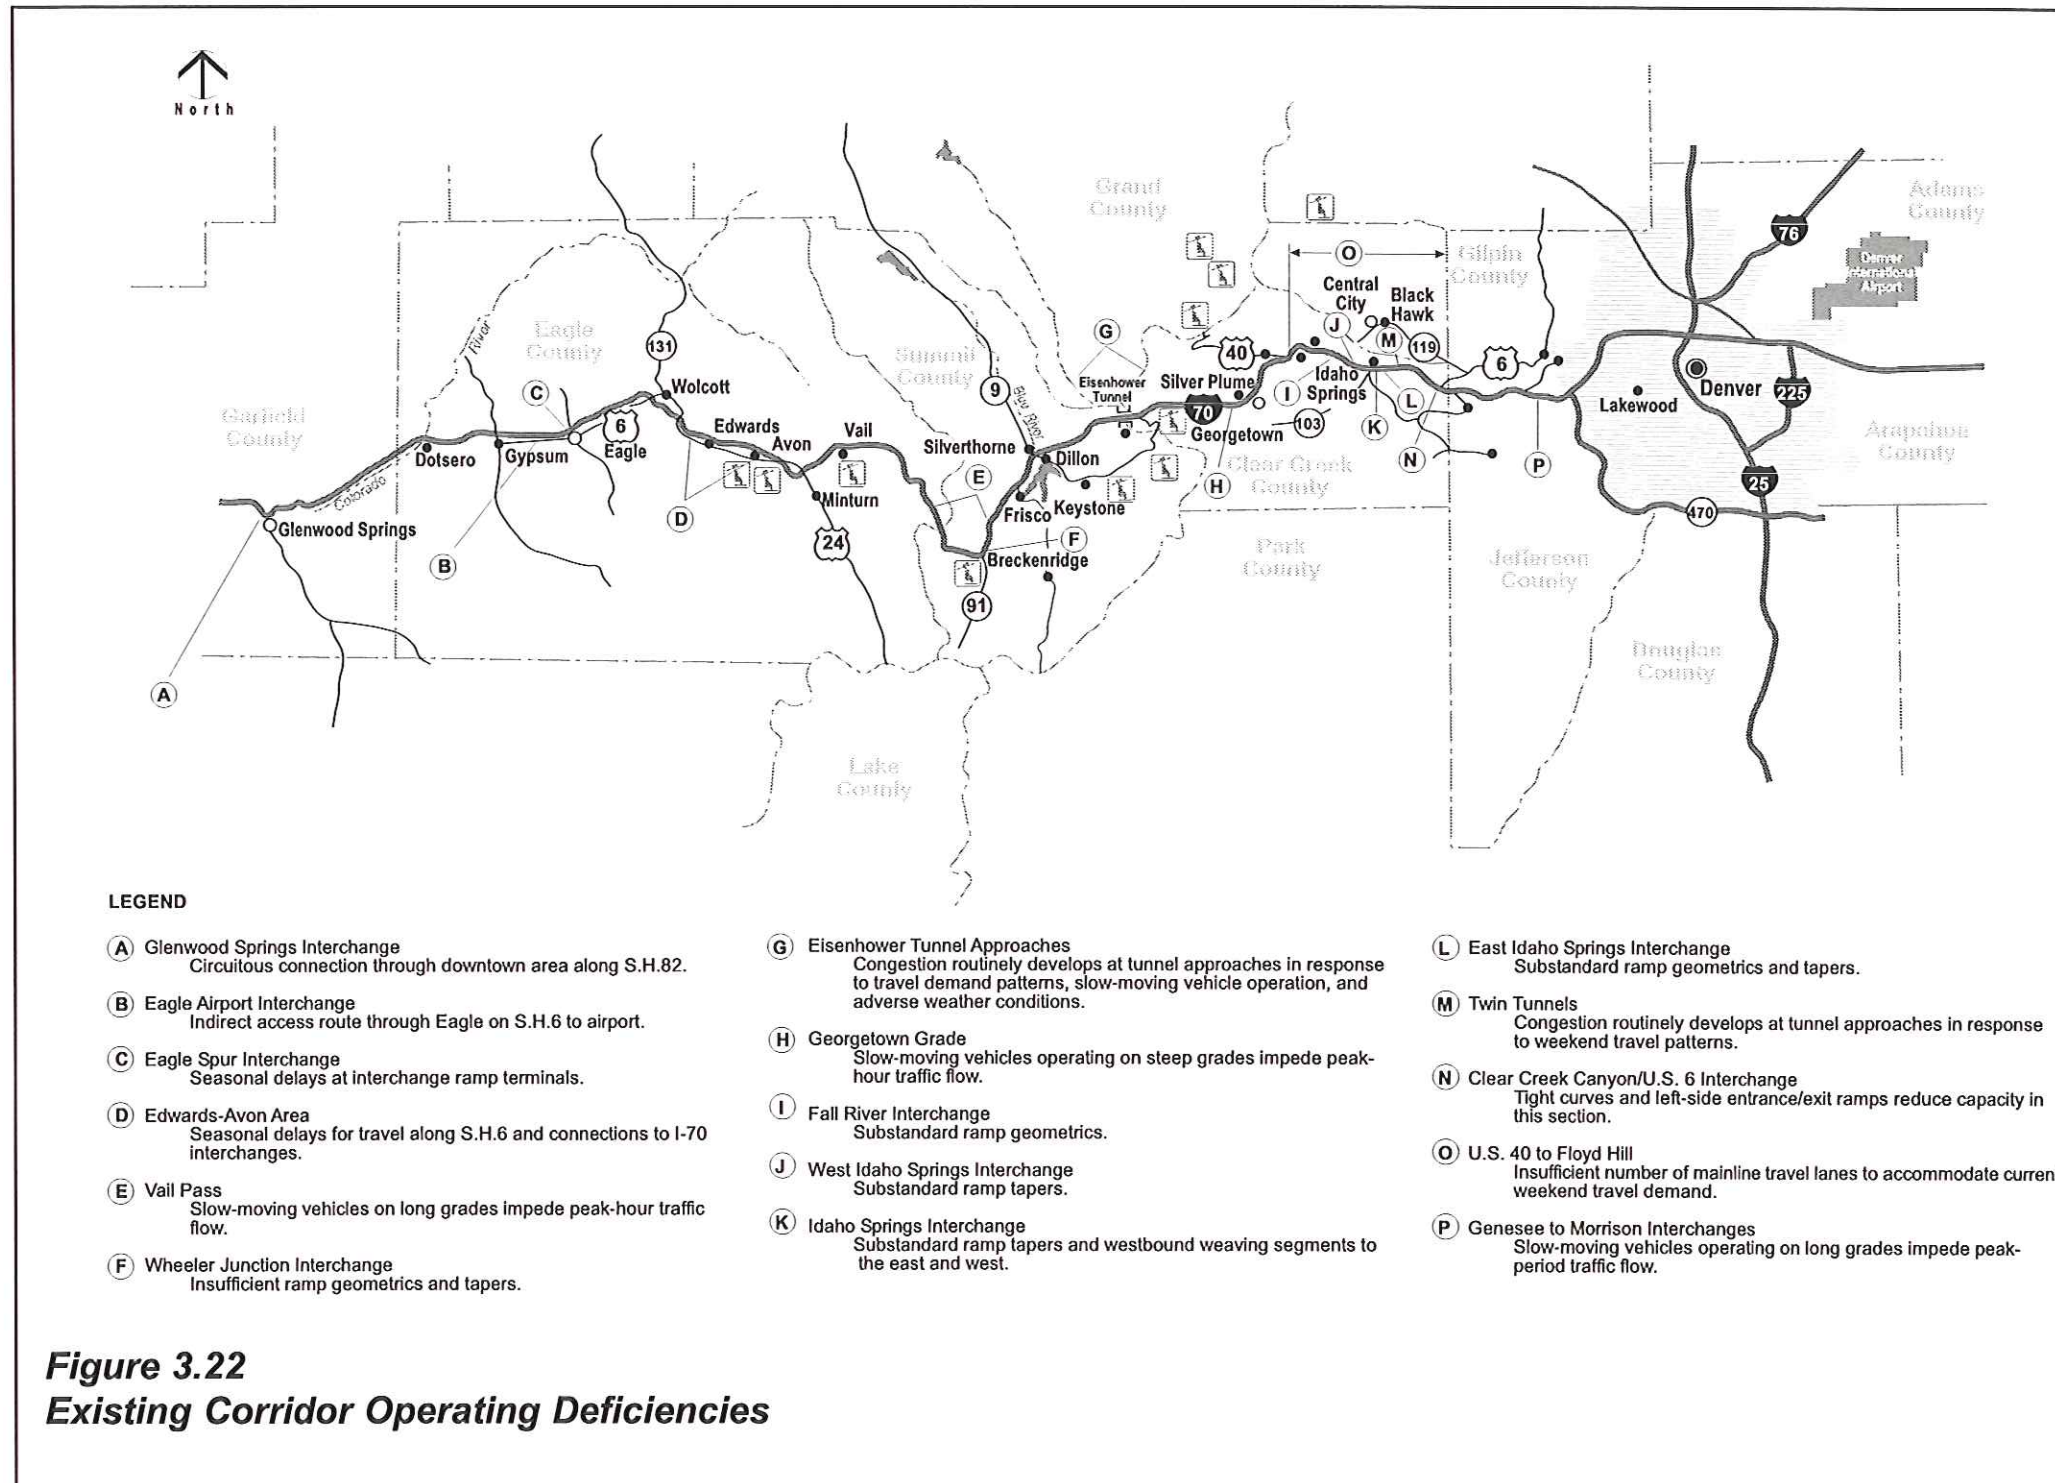 North
Grand
County
Adams
County
76
Denver
International
Airport
O
Gilpin
County
Central
City
Black
Hawk
J
M
119
G
River
Eagle
County
131
Summit
County
40
6
Eisenhower
Tunnel
Silver Plume
Idaho
Springs
I
L
Denver
225
Lakewood
C
Wolcott
9
Blue River
70
Garfield
County
6
Edwards
Avon
Vail
Silverthorne
Georgetown
103
K
Arapahoe
County
Dotsero
Gypsum
Eagle
Dillon
Clear Creek
County
N
P
Colorado
E
H
25
Minturn
Frisco
Keystone
D
470
Glenwood Springs
24
F
B
Breckenridge
Park
County
Jefferson
County
91
A
Douglas
County
Lake
County
LEGEND
A Glenwood Springs Interchange
Circuitous connection through downtown area along S.H.82.
B Eagle Airport Interchange
Indirect access route through Eagle on S.H.6 to airport.
C Eagle Spur Interchange
Seasonal delays at interchange ramp terminals.
D Edwards-Avon Area
Seasonal delays for travel along S.H.6 and connections to I-70
interchanges.
E Vail Pass
Slow-moving vehicles on long grades impede peak-hour traffic
flow.
F Wheeler Junction Interchange
Insufficient ramp geometrics and tapers.
G Eisenhower Tunnel Approaches
Congestion routinely develops at tunnel approaches in response
to travel demand patterns, slow-moving vehicle operation, and
adverse weather conditions.
H Georgetown Grade
Slow-moving vehicles operating on steep grades impede peak-
hour traffic flow.
I Fall River Interchange
Substandard ramp geometrics.
J West Idaho Springs Interchange
Substandard ramp tapers.
K Idaho Springs Interchange
Substandard ramp tapers and westbound weaving segments to
the east and west.
L East Idaho Springs Interchange
Substandard ramp geometrics and tapers.
M Twin Tunnels
Congestion routinely develops at tunnel approaches in response
to weekend travel patterns.
N Clear Creek Canyon/U.S. 6 Interchange
Tight curves and left-side entrance/exit ramps reduce capacity in
this section.
O U.S. 40 to Floyd Hill
Insufficient number of mainline travel lanes to accommodate curren
weekend travel demand.
P Genesee to Morrison Interchanges
Slow-moving vehicles operating on long grades impede peak-
period traffic flow.
Figure 3.22
Existing Corridor Operating Deficiencies